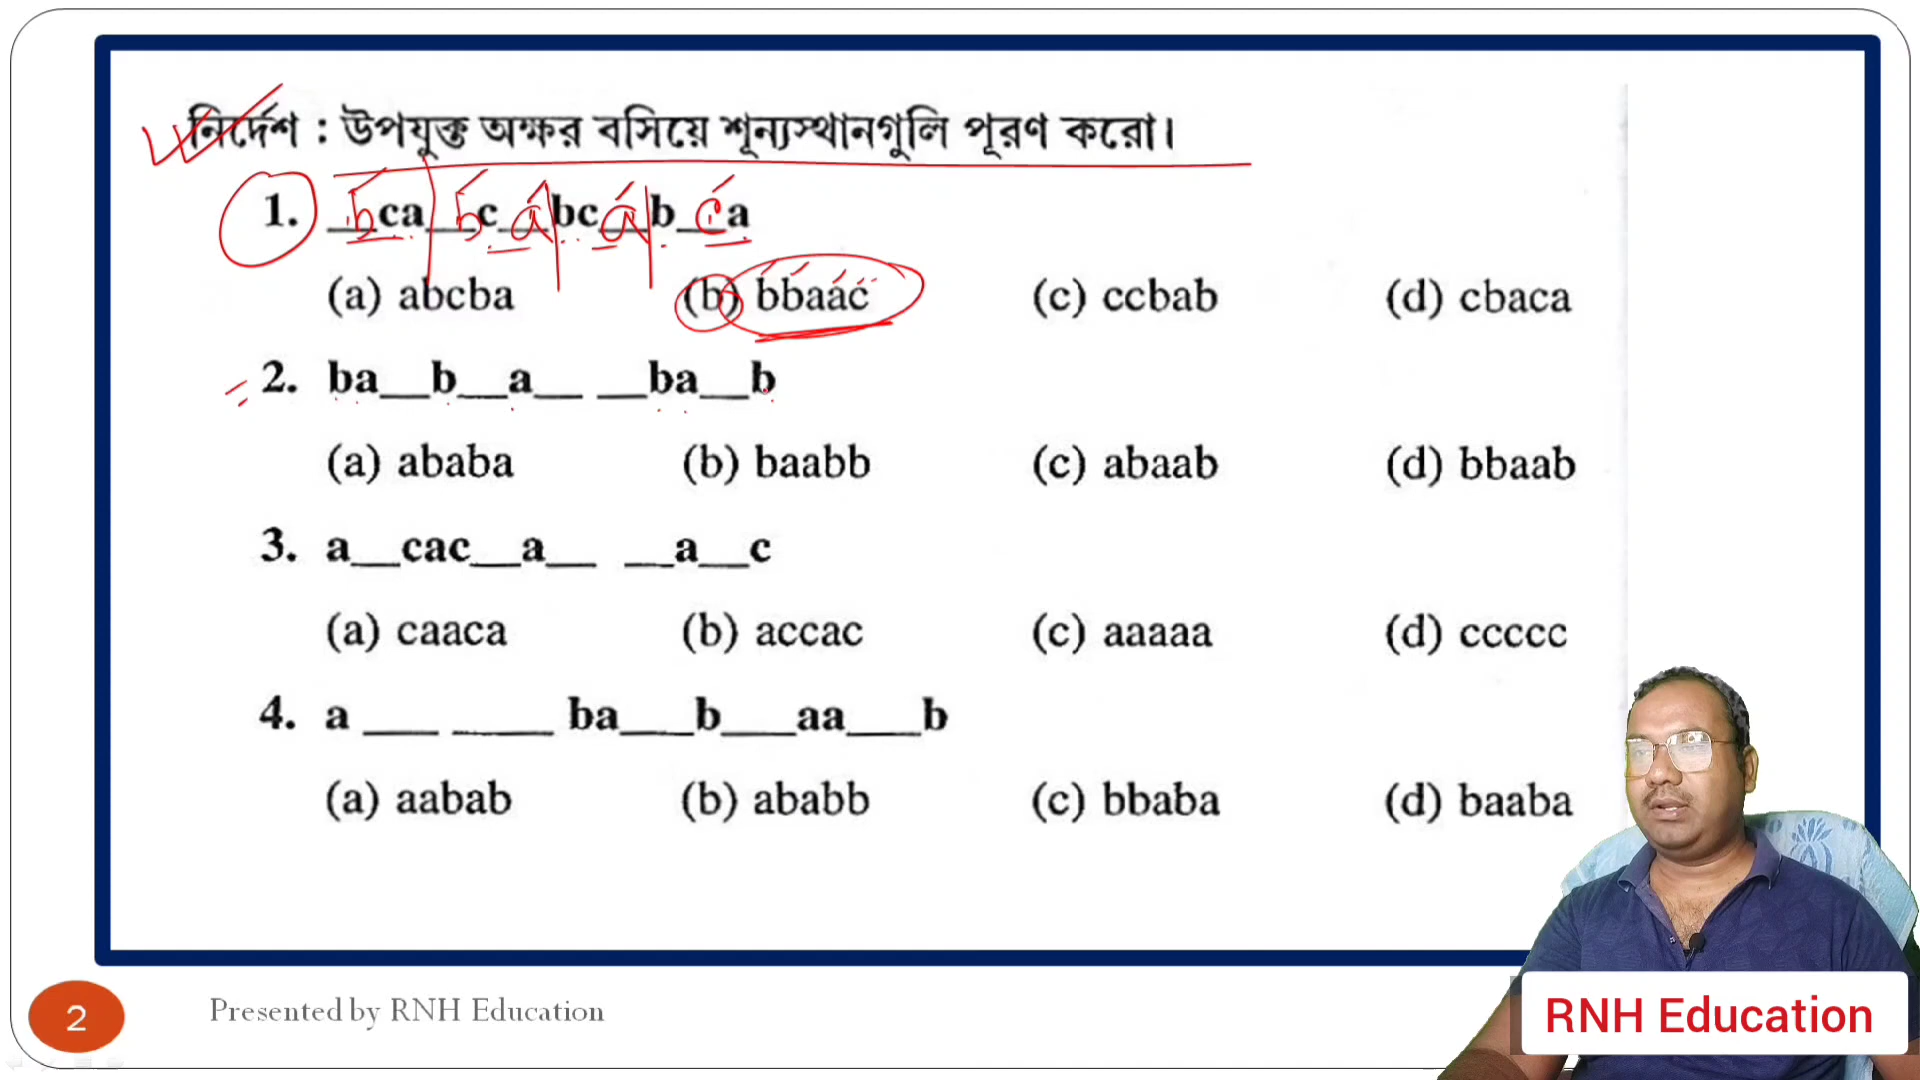 নির্দেশ : উপযুক্ত অক্ষর বসিয়ে শূন্যস্থানগুলি পূরণ করো।
1. __bca__bc__abc__ab__ca
(a) abcba (b) bbaac (c) ccbab (d) cbaca
2. ba__b__a__ __ba__b
(a) ababa (b) baabb (c) abaab (d) bbaab
3. a__cac__a__ __a__c
(a) caaca (b) accac (c) aaaaa (d) ccccc
4. a ___ ____ ba___b___aa___b
(a) aabab (b) ababb (c) bbaba (d) baaba
2 Presented by RNH Education
RNH Education